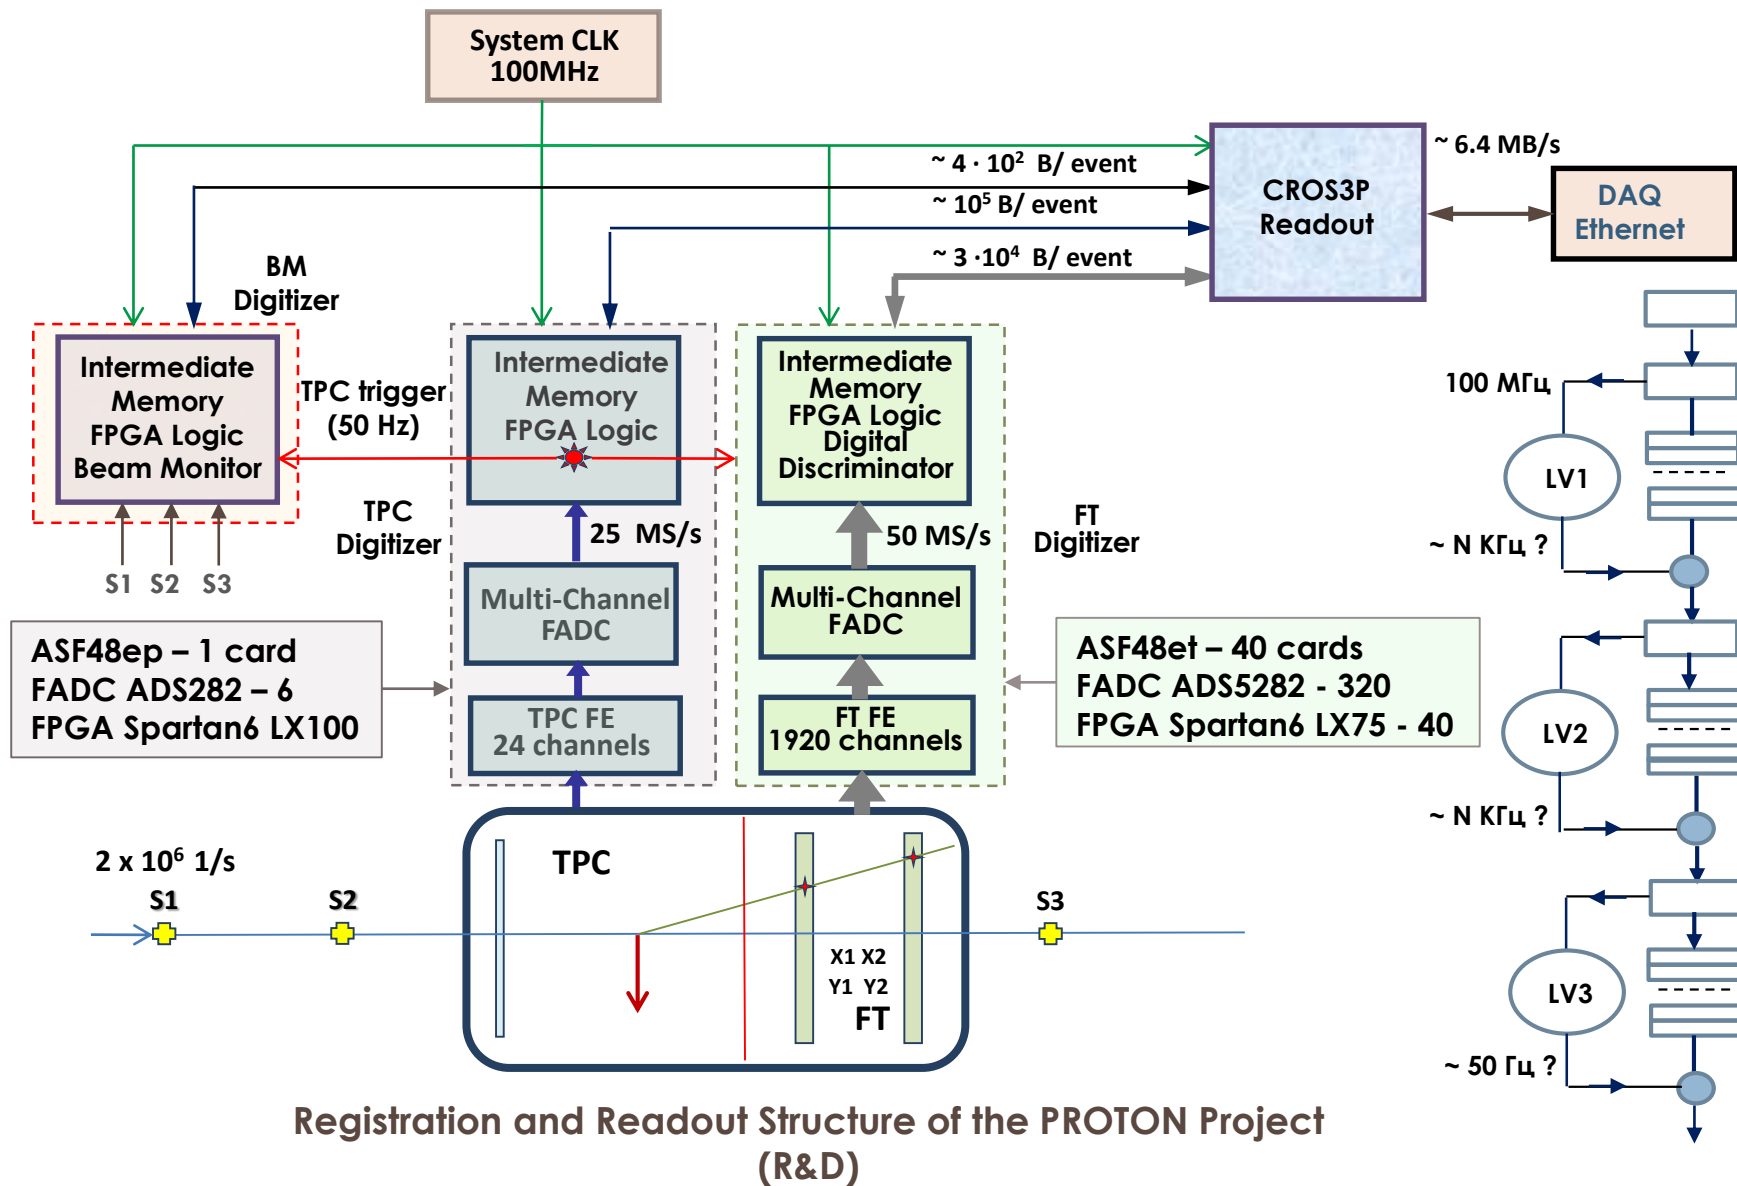 System CLK
100MHz
~ 6.4 MB/s
~ 4 · 10² B/ event
CROS3P
Readout
DAQ
Ethernet
~ 10⁵ B/ event
~ 3 ·10⁴ B/ event
BM
Digitizer
Intermediate
Memory
FPGA Logic
Beam Monitor
TPC trigger
(50 Hz)
Intermediate
Memory
FPGA Logic
Intermediate
Memory
FPGA Logic
Digital
Discriminator
S1 S2 S3
TPC
Digitizer
25 MS/s
50 MS/s
FT
Digitizer
Multi-Channel
FADC
Multi-Channel
FADC
ASF48ep – 1 card
FADC ADS282 – 6
FPGA Spartan6 LX100
TPC FE
24 channels
FT FE
1920 channels
ASF48et – 40 cards
FADC ADS5282 - 320
FPGA Spartan6 LX75 - 40
2 x 10⁶ 1/s
S1
S2
TPC
S3
X1 X2
Y1 Y2
FT
100 МГц
LV1
~ N КГц ?
LV2
~ N КГц ?
LV3
~ 50 Гц ?
Registration and Readout Structure of the PROTON Project
(R&D)